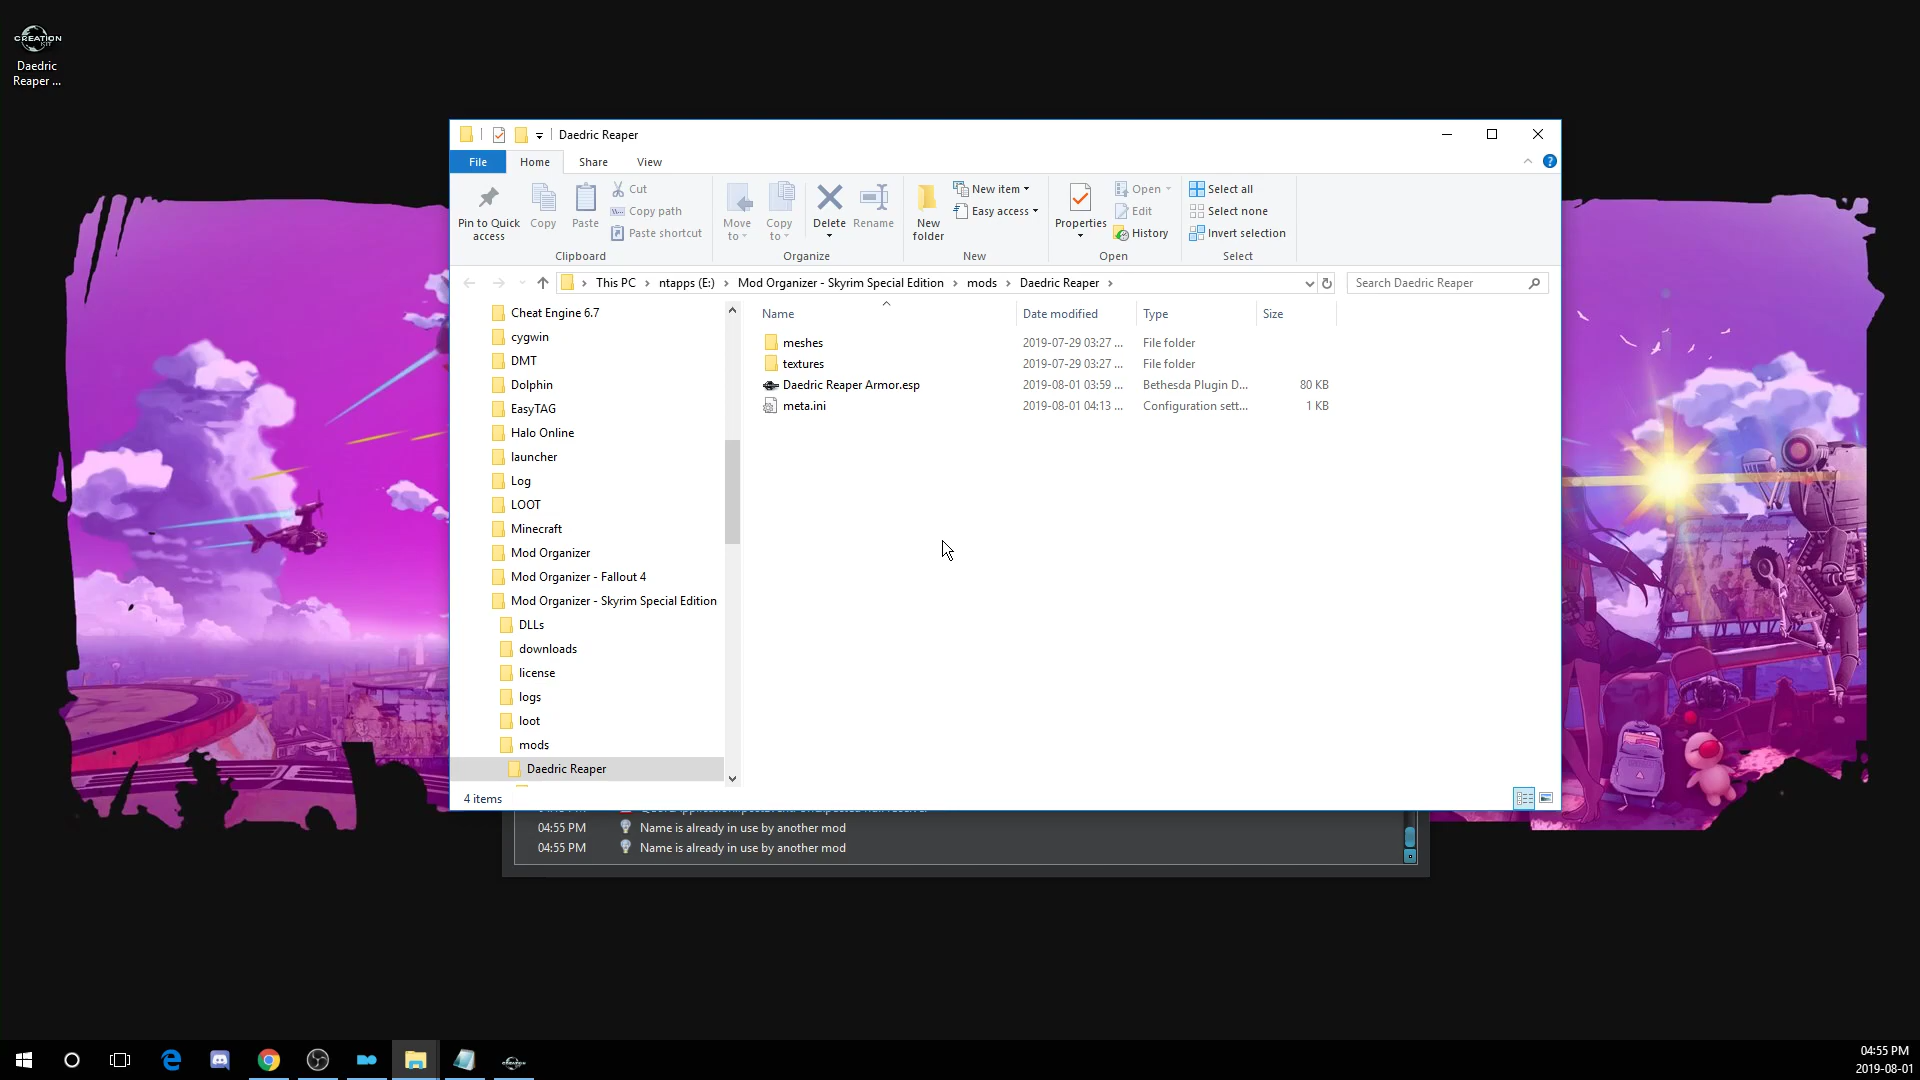 CREATION
KIT
Daedric
Reaper ...
Daedric Reaper
File
Home
Share
View
Pin to Quick
access
Copy
Paste
Cut
Copy path
Paste shortcut
Clipboard
Move
to
Copy
to
Delete
Rename
Organize
New
folder
New item
Easy access
New
Properties
Open
Edit
History
Open
Select all
Select none
Invert selection
Select
This PC > ntapps (E:) > Mod Organizer - Skyrim Special Edition > mods > Daedric Reaper >
Search Daedric Reaper
Cheat Engine 6.7
cygwin
DMT
Dolphin
EasyTAG
Halo Online
launcher
Log
LOOT
Minecraft
Mod Organizer
Mod Organizer - Fallout 4
Mod Organizer - Skyrim Special Edition
DLLs
downloads
license
logs
loot
mods
Daedric Reaper
Name Date modified Type Size
meshes 2019-07-29 03:27 ... File folder
textures 2019-07-29 03:27 ... File folder
Daedric Reaper Armor.esp 2019-08-01 03:59 ... Bethesda Plugin D... 80 KB
meta.ini 2019-08-01 04:13 ... Configuration sett... 1 KB
4 items
04:55 PM Name is already in use by another mod
04:55 PM Name is already in use by another mod
04:55 PM
2019-08-01